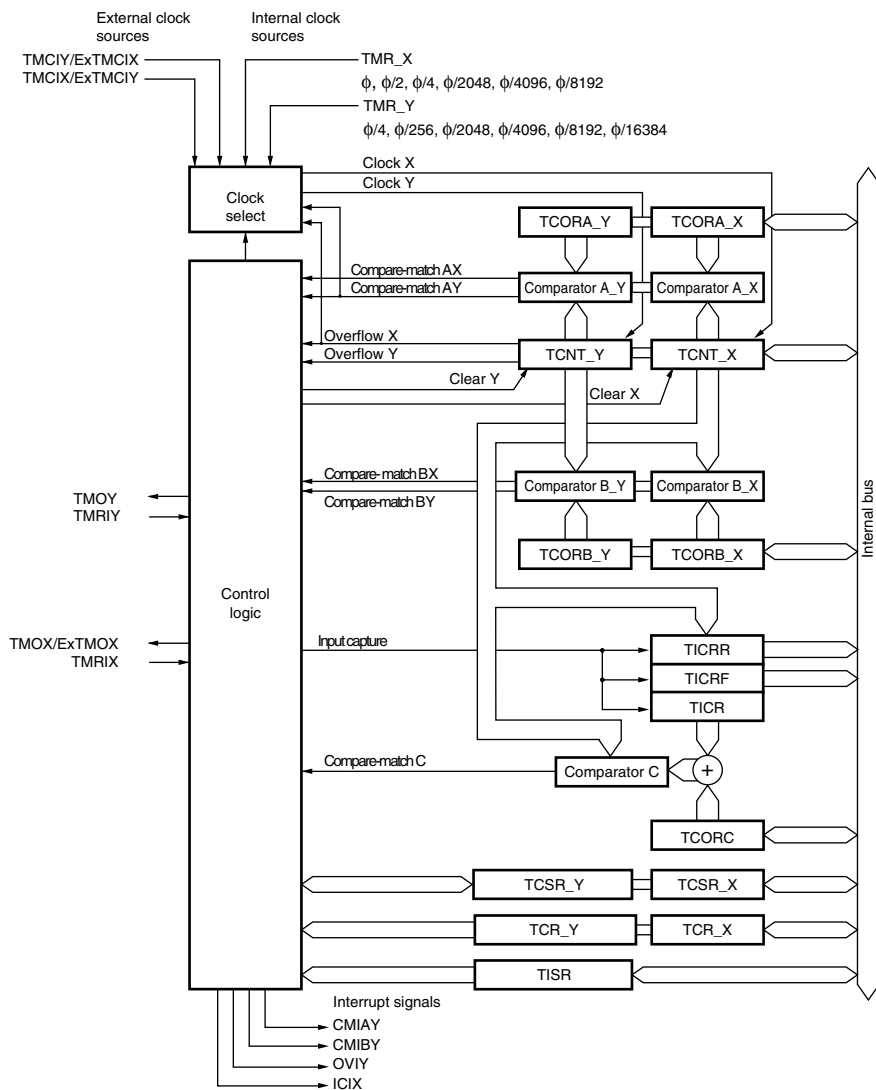 External clock
sources
Internal clock
sources
TMCIY/ExTMCIX
TMCIX/ExTMCIY
TMR_X
ϕ, ϕ/2, ϕ/4, ϕ/2048, ϕ/4096, ϕ/8192
TMR_Y
ϕ/4, ϕ/256, ϕ/2048, ϕ/4096, ϕ/8192, ϕ/16384
Clock X
Clock Y
Clock
select
TCORA_Y
TCORA_X
Compare-match AX
Compare-match AY
Comparator A_Y
Comparator A_X
Overflow X
Overflow Y
TCNT_Y
TCNT_X
Clear Y
Clear X
Compare- match BX
Compare-match BY
Comparator B_Y
Comparator B_X
TMOY
TMRIY
TCORB_Y
TCORB_X
Internal bus
Control
logic
TMOX/ExTMOX
TMRIX
Input capture
TICRR
TICRF
TICR
Compare-match C
Comparator C
+
TCORC
TCSR_Y
TCSR_X
TCR_Y
TCR_X
TISR
Interrupt signals
CMIAY
CMIBY
OVIY
ICIX